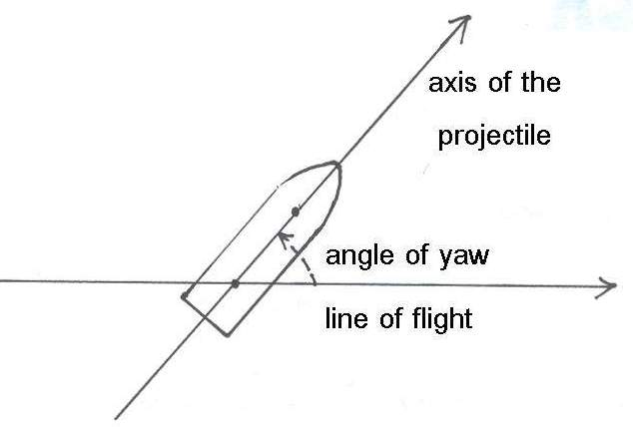 axis of the
projectile
angle of yaw
line of flight